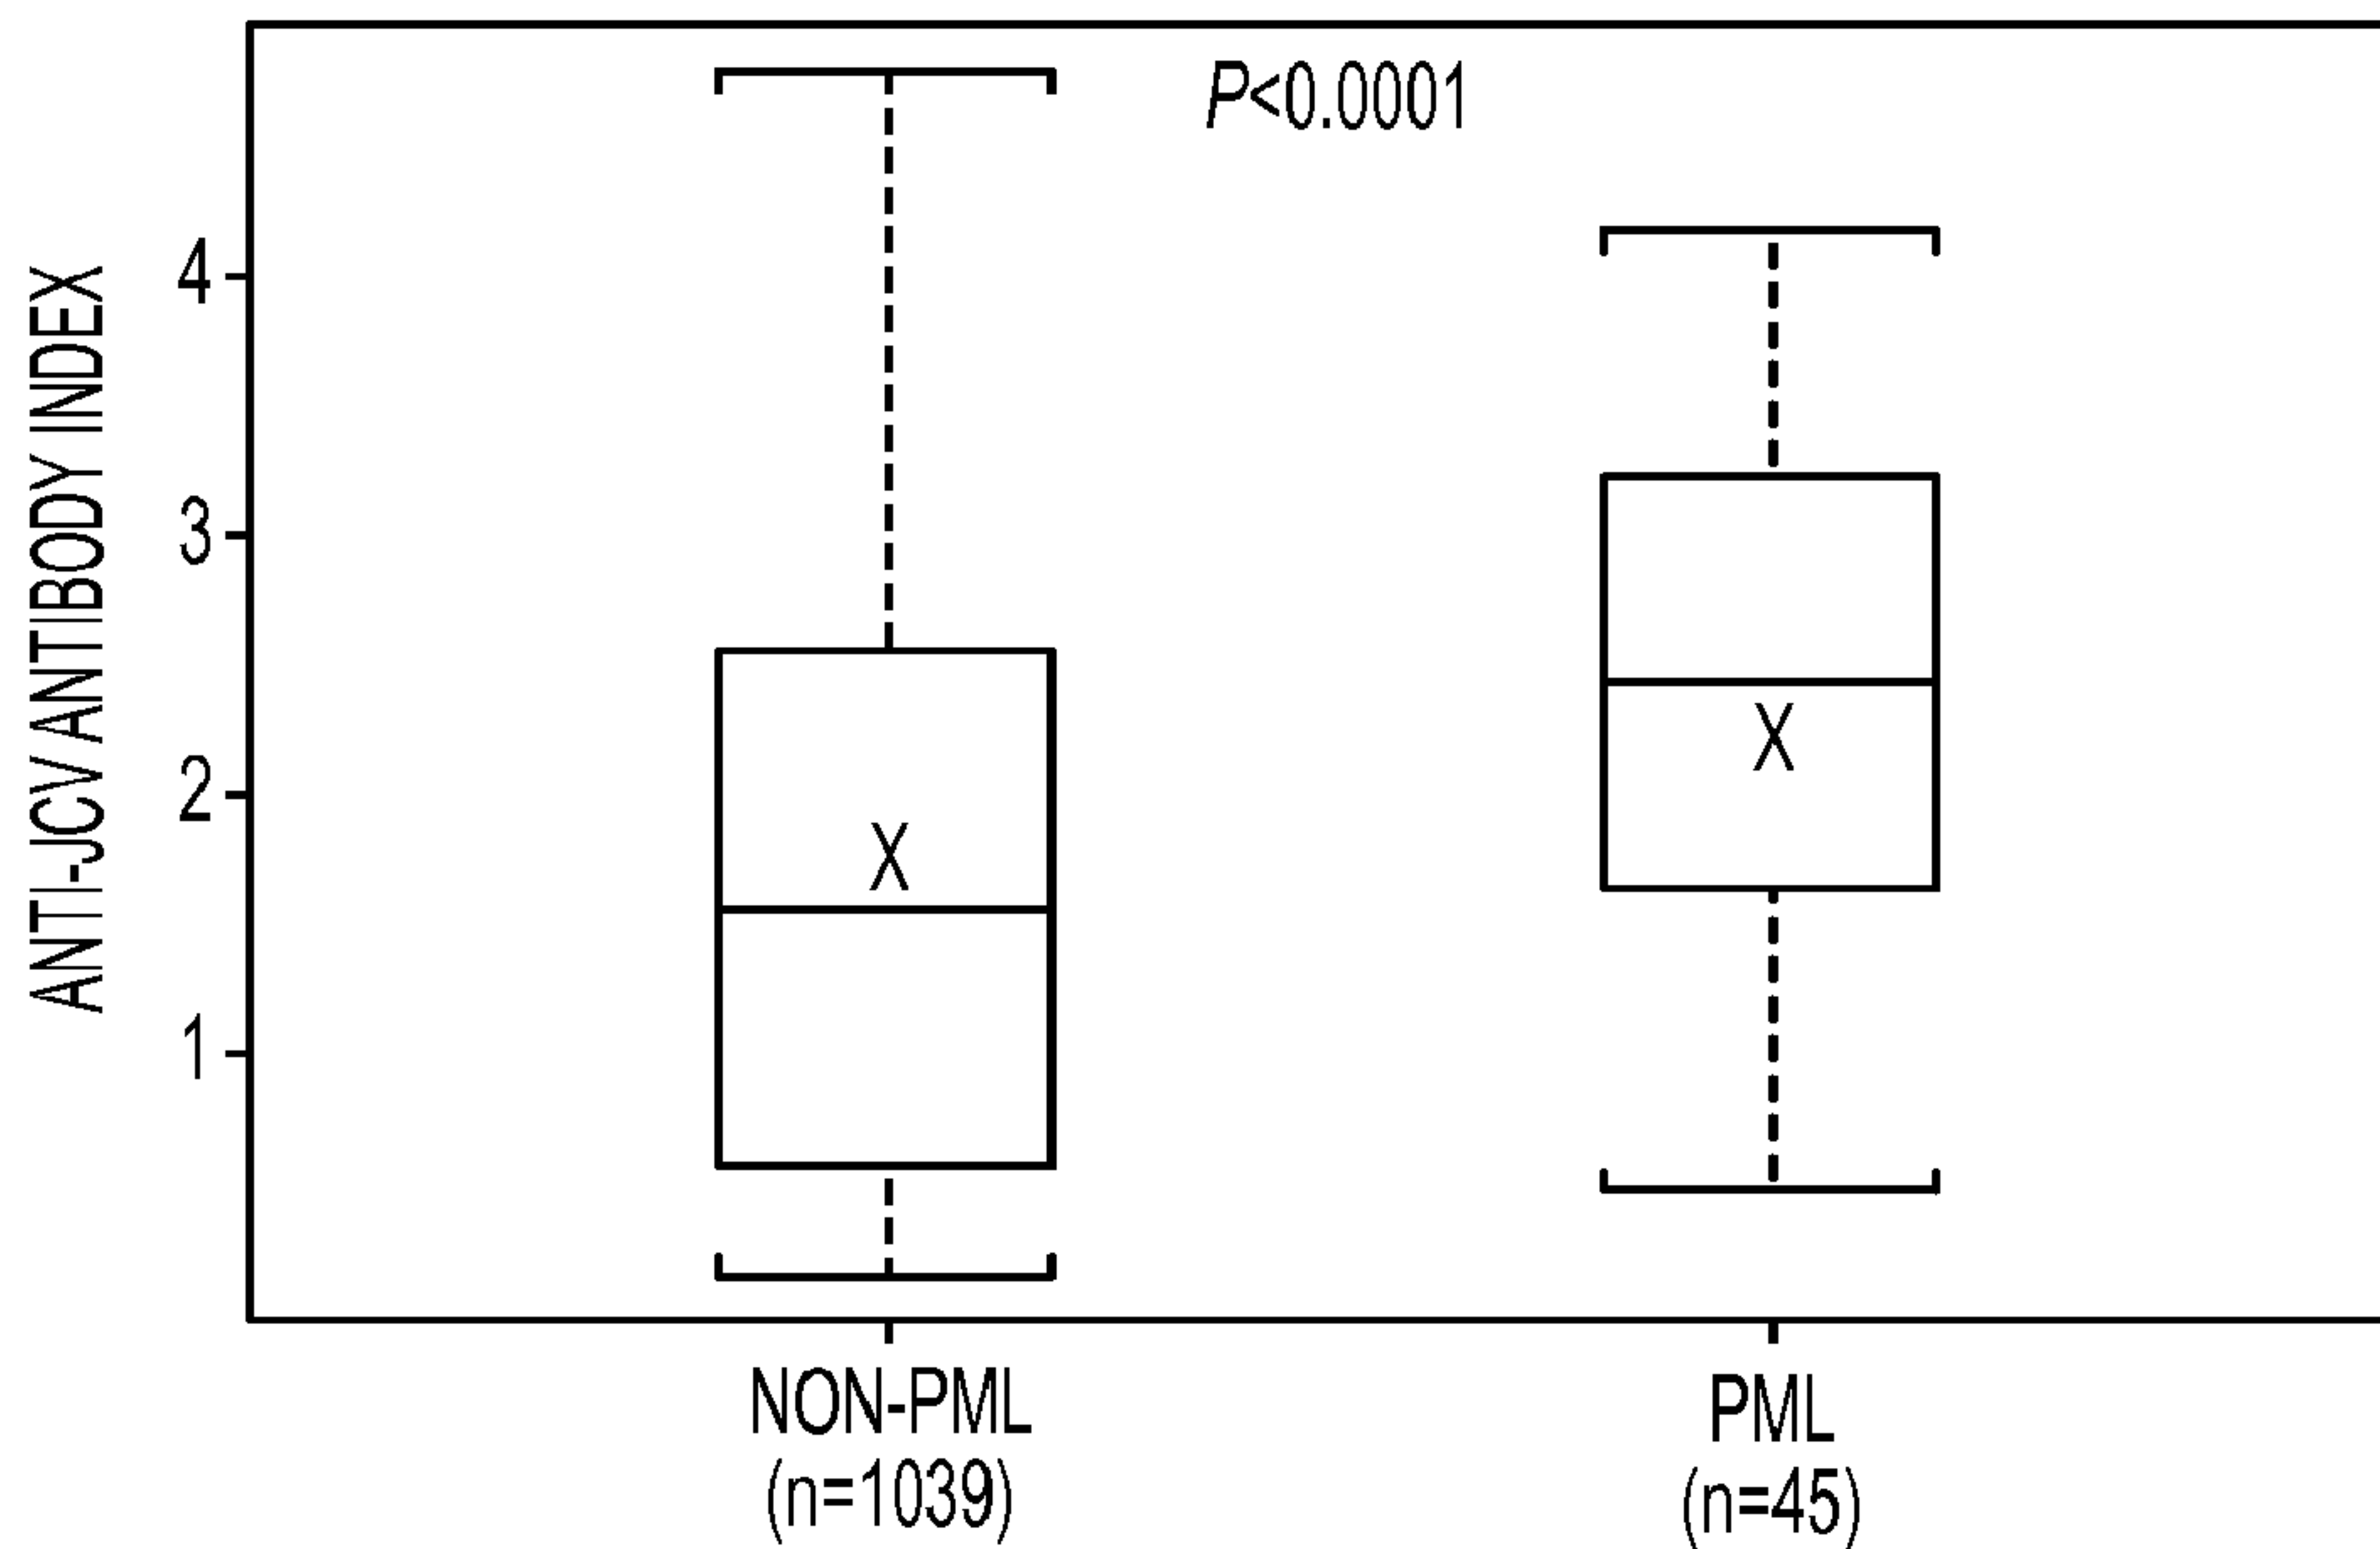 P<0.0001
ANTI-JCV ANTIBODY INDEX
4
3
2
1
X
X
NON-PML
(n=1039)
PML
(n=45)